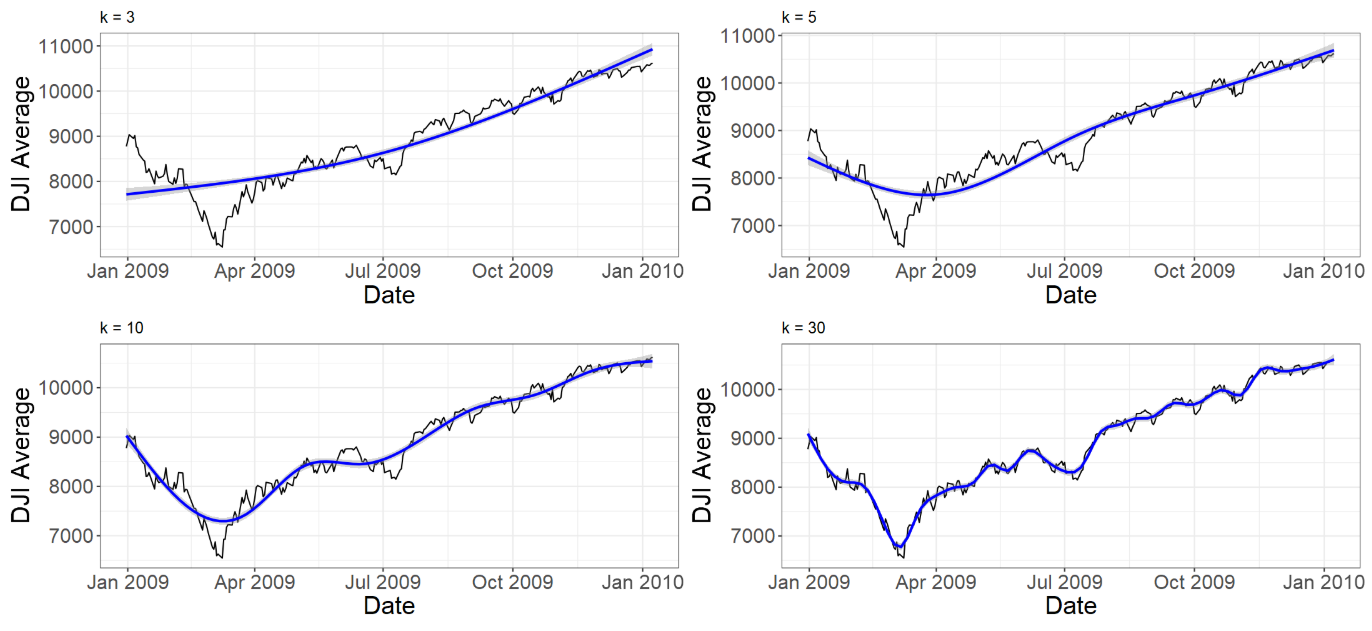 k = 3
11000
10000
9000
8000
7000
DJI Average
Jan 2009 Apr 2009 Jul 2009 Oct 2009 Jan 2010
Date
k = 5
11000
10000
9000
8000
7000
DJI Average
Jan 2009 Apr 2009 Jul 2009 Oct 2009 Jan 2010
Date
k = 10
10000
9000
8000
7000
DJI Average
Jan 2009 Apr 2009 Jul 2009 Oct 2009 Jan 2010
Date
k = 30
10000
9000
8000
7000
DJI Average
Jan 2009 Apr 2009 Jul 2009 Oct 2009 Jan 2010
Date